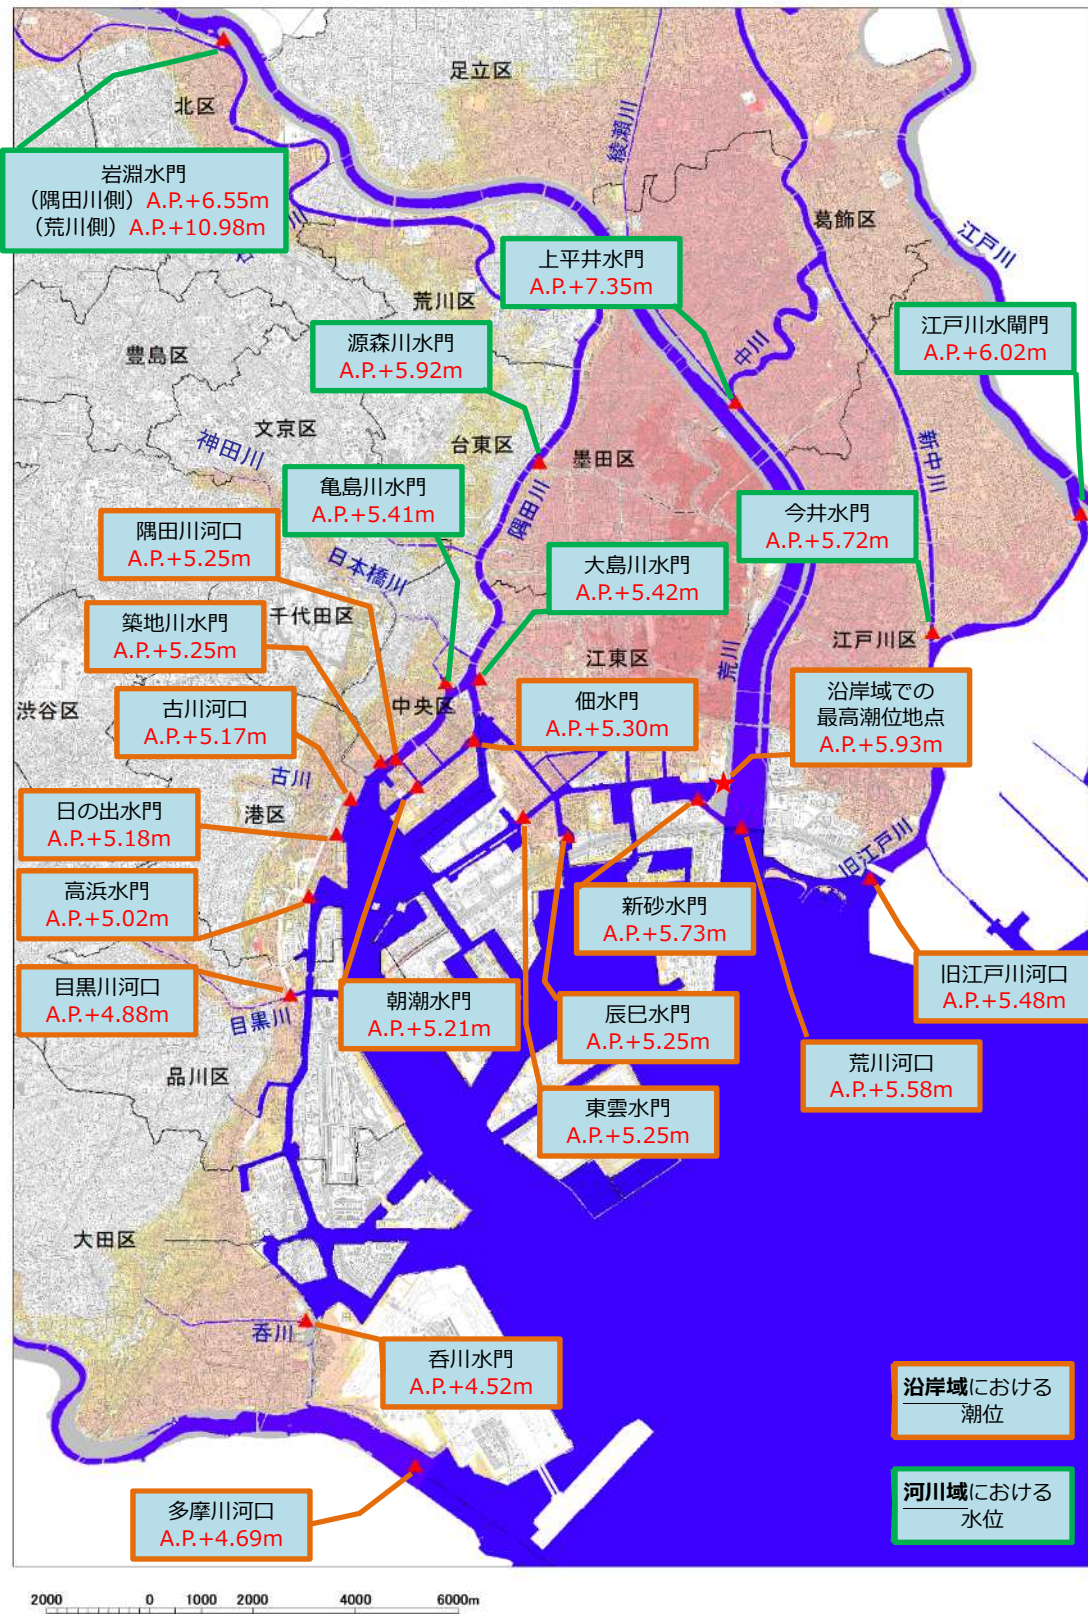 足立区
北区
綾瀬川
岩淵水門
(隅田川側) A.P.+6.55m
(荒川側) A.P.+10.98m
川
葛飾区
江戸川
上平井水門
A.P.+7.35m
荒川区
源森川水門
A.P.+5.92m
江戸川水閘門
A.P.+6.02m
中川
豊島区
文京区
神田川
台東区
墨田区
新中川
亀島川水門
A.P.+5.41m
隅田川
今井水門
A.P.+5.72m
隅田川河口
A.P.+5.25m
日本橋川
大島川水門
A.P.+5.42m
千代田区
築地川水門
A.P.+5.25m
江東区
荒川
江戸川区
渋谷区
古川河口
A.P.+5.17m
中央区
佃水門
A.P.+5.30m
沿岸域での
最高潮位地点
A.P.+5.93m
古川
港区
日の出水門
A.P.+5.18m
旧江戸川
高浜水門
A.P.+5.02m
新砂水門
A.P.+5.73m
目黒川河口
A.P.+4.88m
目黒川
朝潮水門
A.P.+5.21m
辰巳水門
A.P.+5.25m
旧江戸川河口
A.P.+5.48m
品川区
荒川河口
A.P.+5.58m
東雲水門
A.P.+5.25m
大田区
呑川
呑川水門
A.P.+4.52m
沿岸域における
潮位
多摩川河口
A.P.+4.69m
河川域における
水位
2000 0 1000 2000 4000 6000m